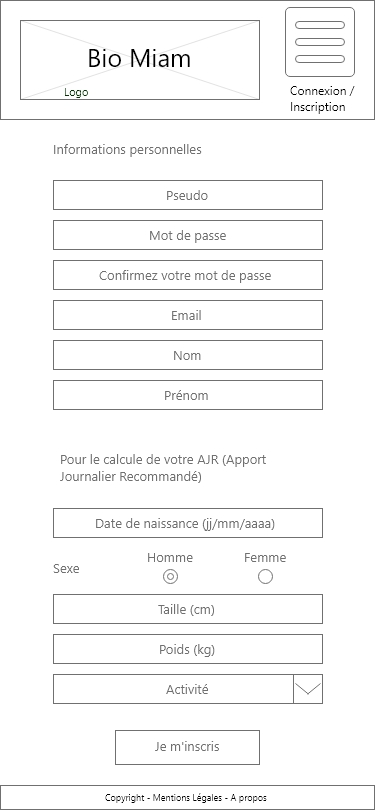 Bio Miam
Logo
Connexion /
Inscription
Informations personnelles
Pseudo
Mot de passe
Confirmez votre mot de passe
Email
Nom
Prénom
Pour le calcule de votre AJR (Apport
Journalier Recommandé)
Date de naissance (jj/mm/aaaa)
Sexe
Homme
Femme
Taille (cm)
Poids (kg)
Activité
Je m'inscris
Copyright - Mentions Légales - A propos